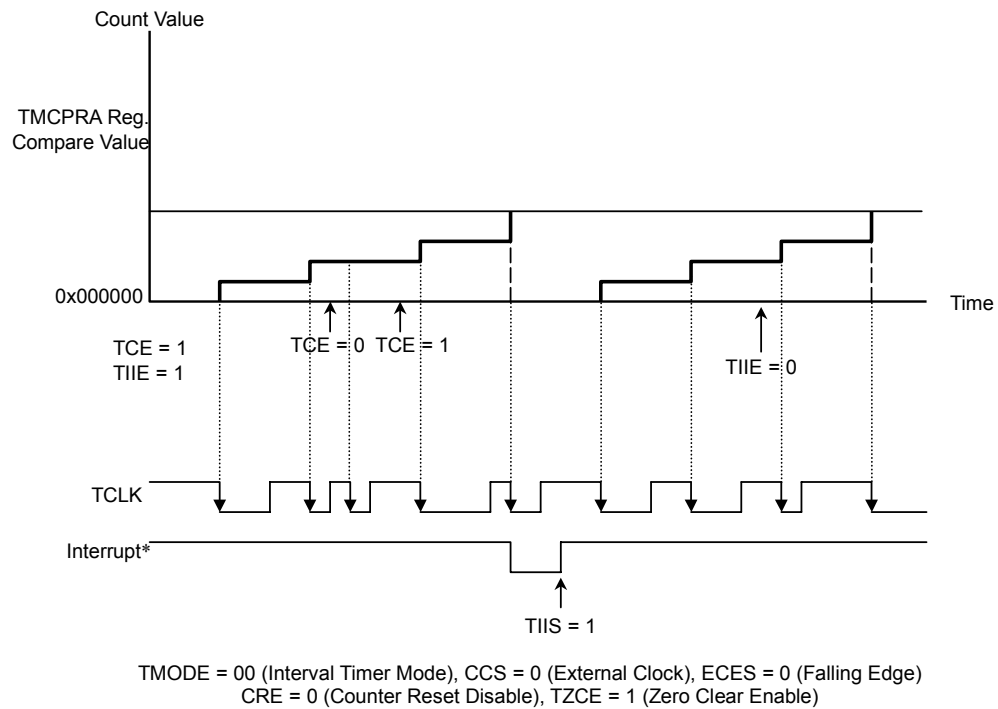 Count Value
TMCPRA Reg.
Compare Value
0x000000
Time
TCE = 1
TIIE = 1
TCE = 0 TCE = 1
TIIE = 0
TCLK
Interrupt*
TIIS = 1
TMODE = 00 (Interval Timer Mode), CCS = 0 (External Clock), ECES = 0 (Falling Edge)
CRE = 0 (Counter Reset Disable), TZCE = 1 (Zero Clear Enable)